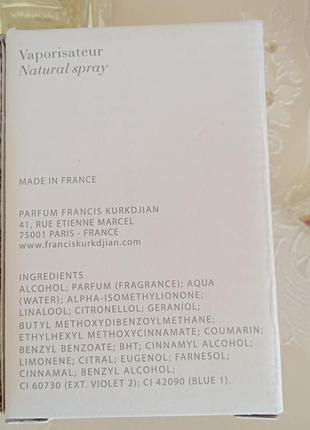 Vaporisateur
Natural spray
MADE IN FRANCE
PARFUM FRANCIS KURKDJIAN
41, RUE ETIENNE MARCEL
75001 PARIS - FRANCE
www.franciskurkdjian.com
INGREDIENTS
ALCOHOL; PARFUM (FRAGRANCE); AQUA
(WATER); ALPHA-ISOMETHYLIONONE;
LINALOOL; CITRONELLOL; GERANIOL;
BUTYL METHOXYDIBENZOYLMETHANE;
ETHYLHEXYL METHOXYCINNAMATE; COUMARIN;
BENZYL BENZOATE; BHT; CINNAMYL ALCOHOL;
LIMONENE; CITRAL; EUGENOL; FARNESOL;
CINNAMAL; BENZYL ALCOHOL;
CI 60730 (EXT. VIOLET 2); CI 42090 (BLUE 1).